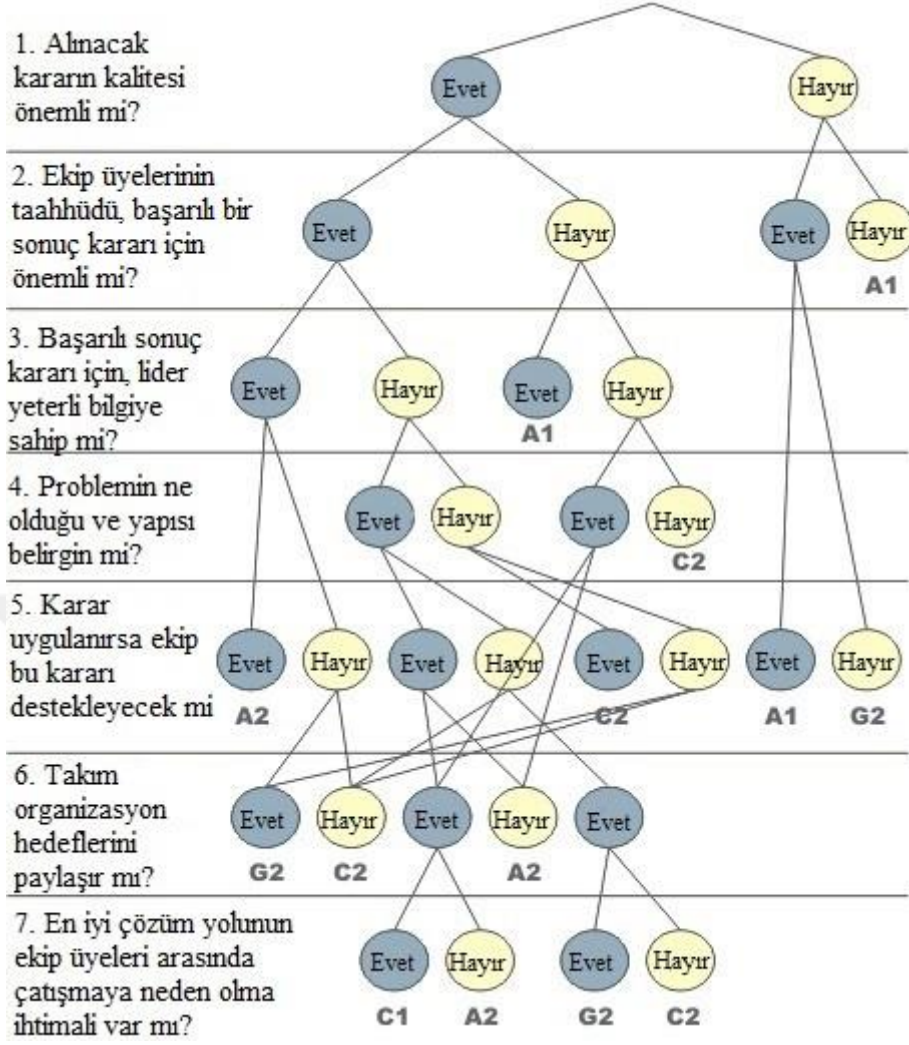 1. Alınacak
kararın kalitesi
önemli mi?
Evet
Hayır
2. Ekip üyelerinin
taahhüdü, başarılı bir
sonuç kararı için
önemli mi?
Evet
Hayır
Evet
Hayır
A1
3. Başarılı sonuç
kararı için, lider
yeterli bilgiye
sahip mi?
Evet
Hayır
Evet
Hayır
A1
4. Problemin ne
olduğu ve yapısı
belirgin mi?
Evet
Hayır
Evet
Hayır
C2
5. Karar
uygulanırsa ekip
bu kararı
destekleyecek mi
Evet
Hayır
Evet
Hayır
Evet
Hayır
Evet
Hayır
A2
C2
A1
G2
6. Takım
organizasyon
hedeflerini
paylaşır mı?
Evet
Hayır
Evet
Hayır
Evet
G2
C2
A2
7. En iyi çözüm yolunun
ekip üyeleri arasında
çatışmaya neden olma
ihtimali var mı?
Evet
Hayır
Evet
Hayır
C1
A2
G2
C2